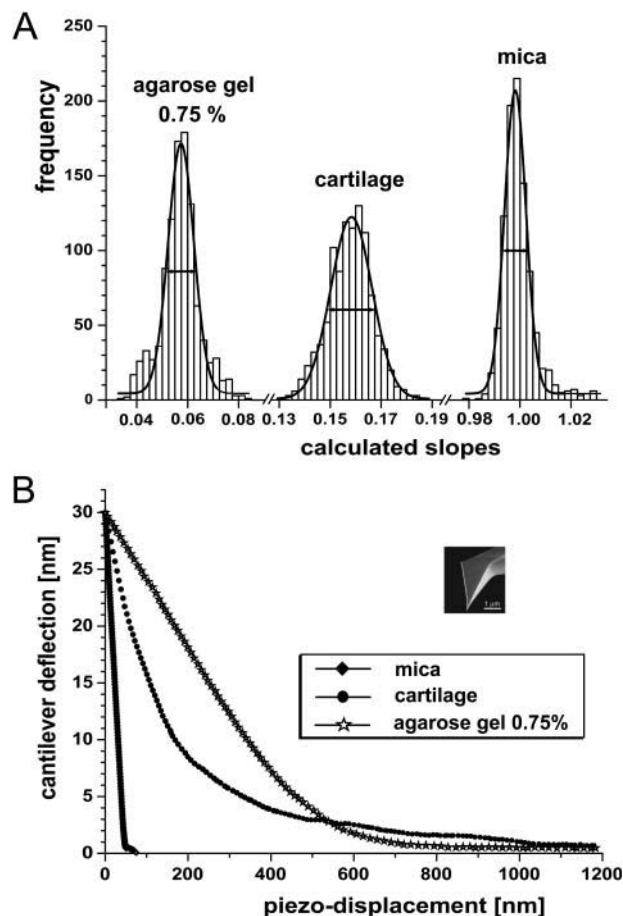 A
250
200
150
100
50
0
frequency
agarose gel
0.75 %
cartilage
mica
0.04 0.06 0.08 0.13 0.15 0.17 0.19 0.98 1.00 1.02
calculated slopes
B
30
25
20
15
10
5
0
cantilever deflection [nm]
1 µm
mica
cartilage
agarose gel 0.75%
0 200 400 600 800 1000 1200
piezo-displacement [nm]